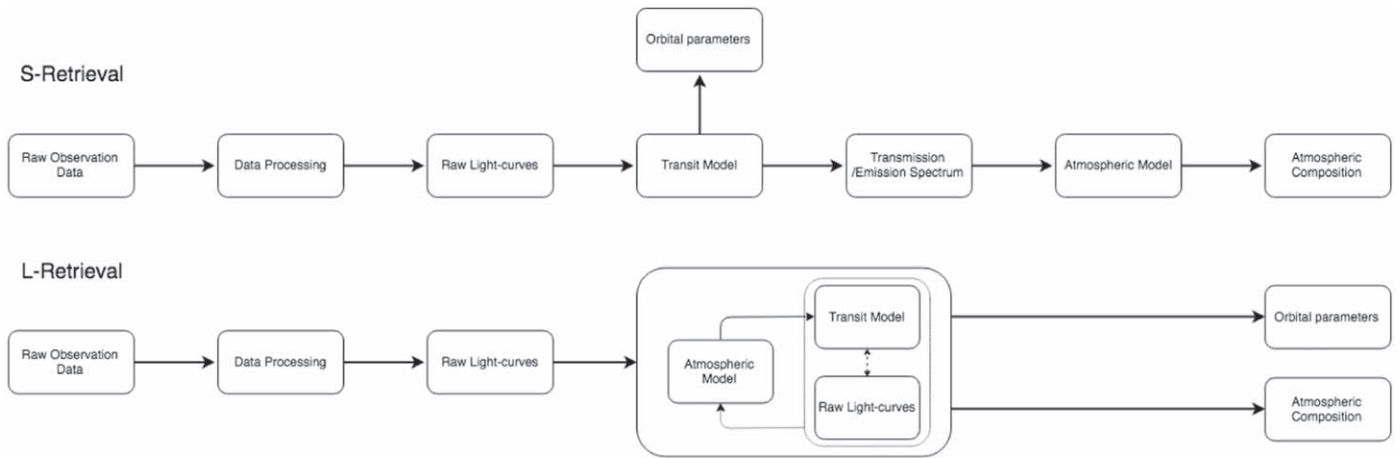 Orbital parameters
S-Retrieval
Raw Observation
Data
Data Processing
Raw Light-curves
Transit Model
Transmission
/Emission Spectrum
Atmospheric Model
Atmospheric
Composition
L-Retrieval
Raw Observation
Data
Data Processing
Raw Light-curves
Atmospheric
Model
Transit Model
Raw Light-curves
Orbital parameters
Atmospheric
Composition